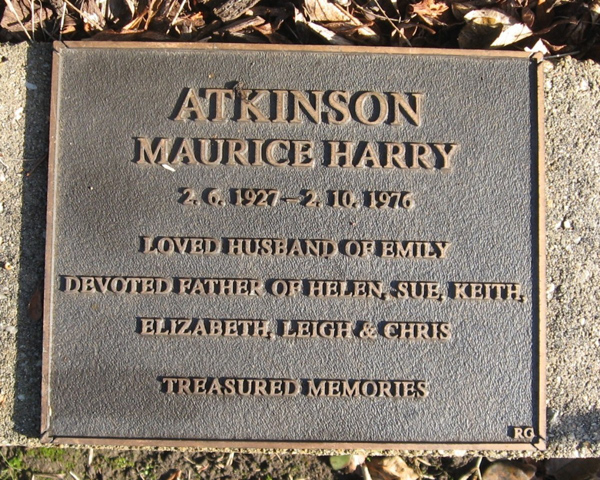 ATKINSON
MAURICE HARRY
2. 6. 1927 – 2. 10. 1976
LOVED HUSBAND OF EMILY
DEVOTED FATHER OF HELEN, SUE, KEITH,
ELIZABETH, LEIGH & CHRIS
TREASURED MEMORIES
RG